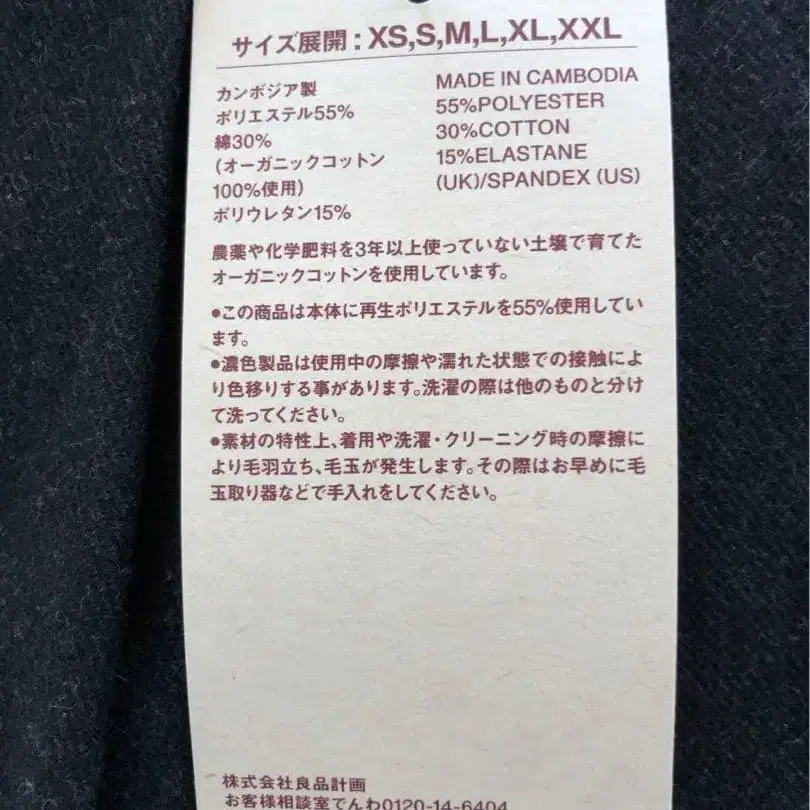 サイズ展開:XS,S,M,L,XL,XXL
カンボジア製
ポリエステル55%
綿30%
(オーガニックコットン
100%使用)
ポリウレタン15%
MADE IN CAMBODIA
55%POLYESTER
30%COTTON
15%ELASTANE
(UK)/SPANDEX (US)
農薬や化学肥料を3年以上使っていない土壌で育てた
オーガニックコットンを使用しています。
●この商品は本体に再生ポリエステルを55%使用してい
ます。
●濃色製品は使用中の摩擦や濡れた状態での接触によ
り色移りする事があります。洗濯の際は他のものと分け
て洗ってください。
●素材の特性上、着用や洗濯・クリーニング時の摩擦に
より毛羽立ち、毛玉が発生します。その際はお早めに毛
玉取り器などで手入れをしてください。
株式会社良品計画
お客様相談室でんわ0120-14-6404